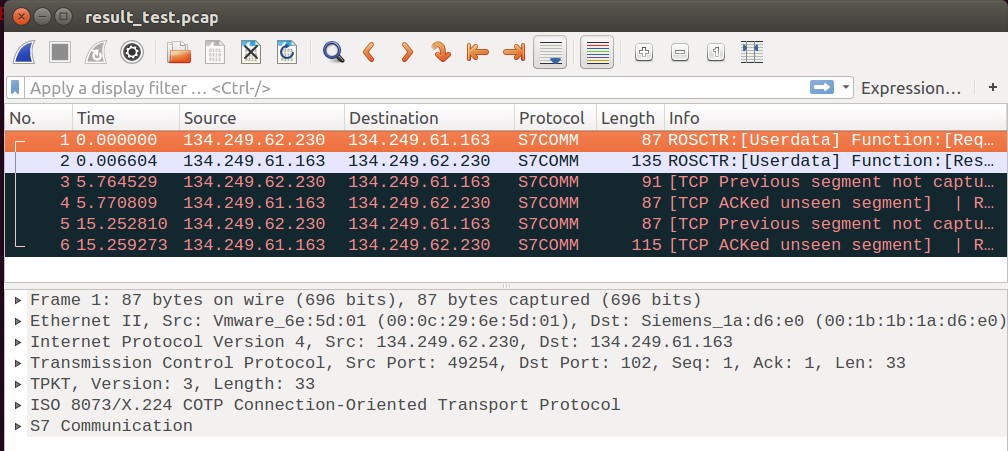 result_test.pcap
Apply a display filter … <Ctrl-/>
Expression…
+
No. Time Source Destination Protocol Length Info
1 0.000000 134.249.62.230 134.249.61.163 S7COMM 87 ROSCTR:[Userdata] Function:[Req…
2 0.006604 134.249.61.163 134.249.62.230 S7COMM 135 ROSCTR:[Userdata] Function:[Res…
3 5.764529 134.249.62.230 134.249.61.163 S7COMM 91 [TCP Previous segment not captu…
4 5.770809 134.249.61.163 134.249.62.230 S7COMM 87 [TCP ACKed unseen segment] | R…
5 15.252810 134.249.62.230 134.249.61.163 S7COMM 87 [TCP Previous segment not captu…
6 15.259273 134.249.61.163 134.249.62.230 S7COMM 115 [TCP ACKed unseen segment] | R…
Frame 1: 87 bytes on wire (696 bits), 87 bytes captured (696 bits)
Ethernet II, Src: Vmware_6e:5d:01 (00:0c:29:6e:5d:01), Dst: Siemens_1a:d6:e0 (00:1b:1b:1a:d6:e0)
Internet Protocol Version 4, Src: 134.249.62.230, Dst: 134.249.61.163
Transmission Control Protocol, Src Port: 49254, Dst Port: 102, Seq: 1, Ack: 1, Len: 33
TPKT, Version: 3, Length: 33
ISO 8073/X.224 COTP Connection-Oriented Transport Protocol
S7 Communication